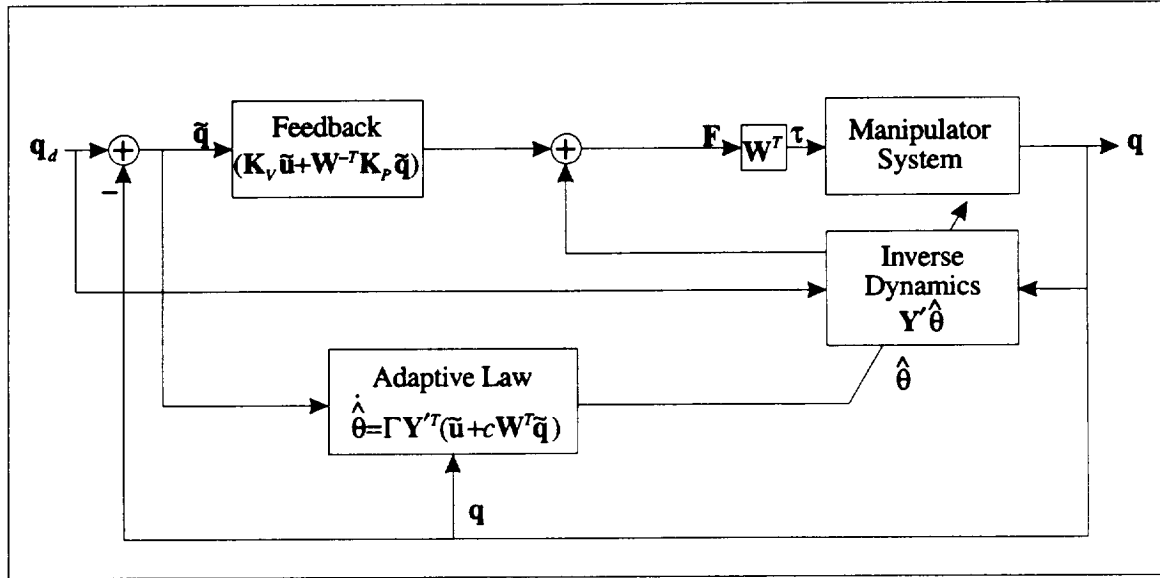 q_d
+
−
q̃
Feedback
(K_V ũ+W^{-T} K_P q̃)
+
F
W^T
τ
Manipulator
System
q
Inverse
Dynamics
Y′θ̂
θ̂
Adaptive Law
θ̂̇=ΓY′^T(ũ+cW^T q̃)
q